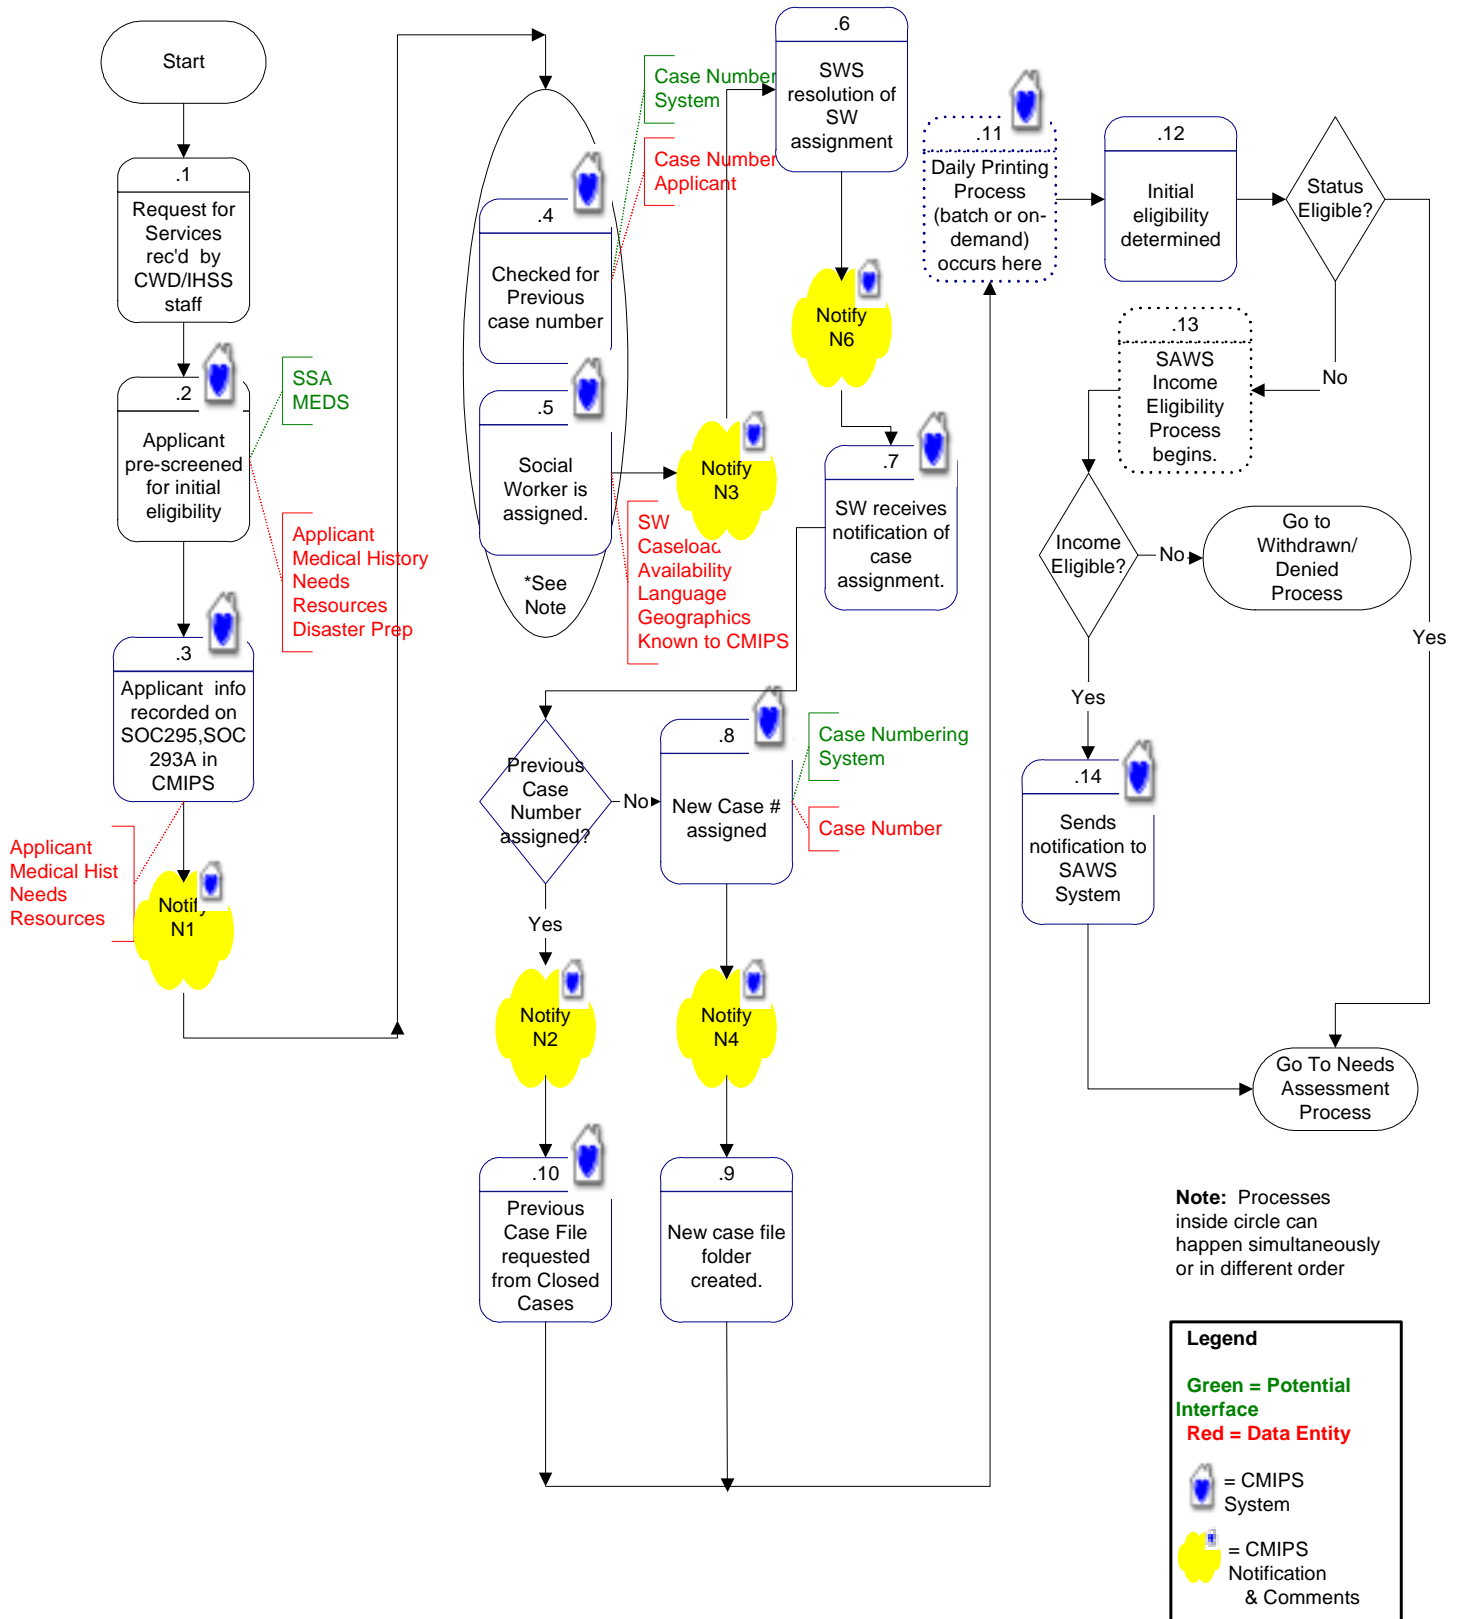 Start
.1
Request for
Services
rec'd by
CWD/IHSS
staff
.2
Applicant
pre-screened
for initial
eligibility
SSA
MEDS
Applicant
Medical History
Needs
Resources
Disaster Prep
.3
Applicant info
recorded on
SOC295,SOC
293A in
CMIPS
Applicant
Medical Hist
Needs
Resources
Notify
N1
.4
Checked for
Previous
case number
Case Number
System
Case Number
Applicant
.5
Social
Worker is
assigned.
*See
Note
SW
Caseload
Availability
Language
Geographics
Known to CMIPS
Notify
N3
.6
SWS
resolution of
SW
assignment
Notify
N6
.7
SW receives
notification of
case
assignment.
Previous
Case
Number
assigned?
No
Yes
.8
New Case #
assigned
Case Numbering
System
Case Number
Notify
N2
Notify
N4
.10
Previous
Case File
requested
from Closed
Cases
.9
New case file
folder
created.
.11
Daily Printing
Process
(batch or on-
demand)
occurs here
.12
Initial
eligibility
determined
Status
Eligible?
No
Yes
.13
SAWS
Income
Eligibility
Process
begins.
Income
Eligible?
No
Go to
Withdrawn/
Denied
Process
Yes
.14
Sends
notification to
SAWS
System
Go To Needs
Assessment
Process
Note: Processes
inside circle can
happen simultaneously
or in different order
Legend
Green = Potential
Interface
Red = Data Entity
= CMIPS
System
= CMIPS
Notification
& Comments